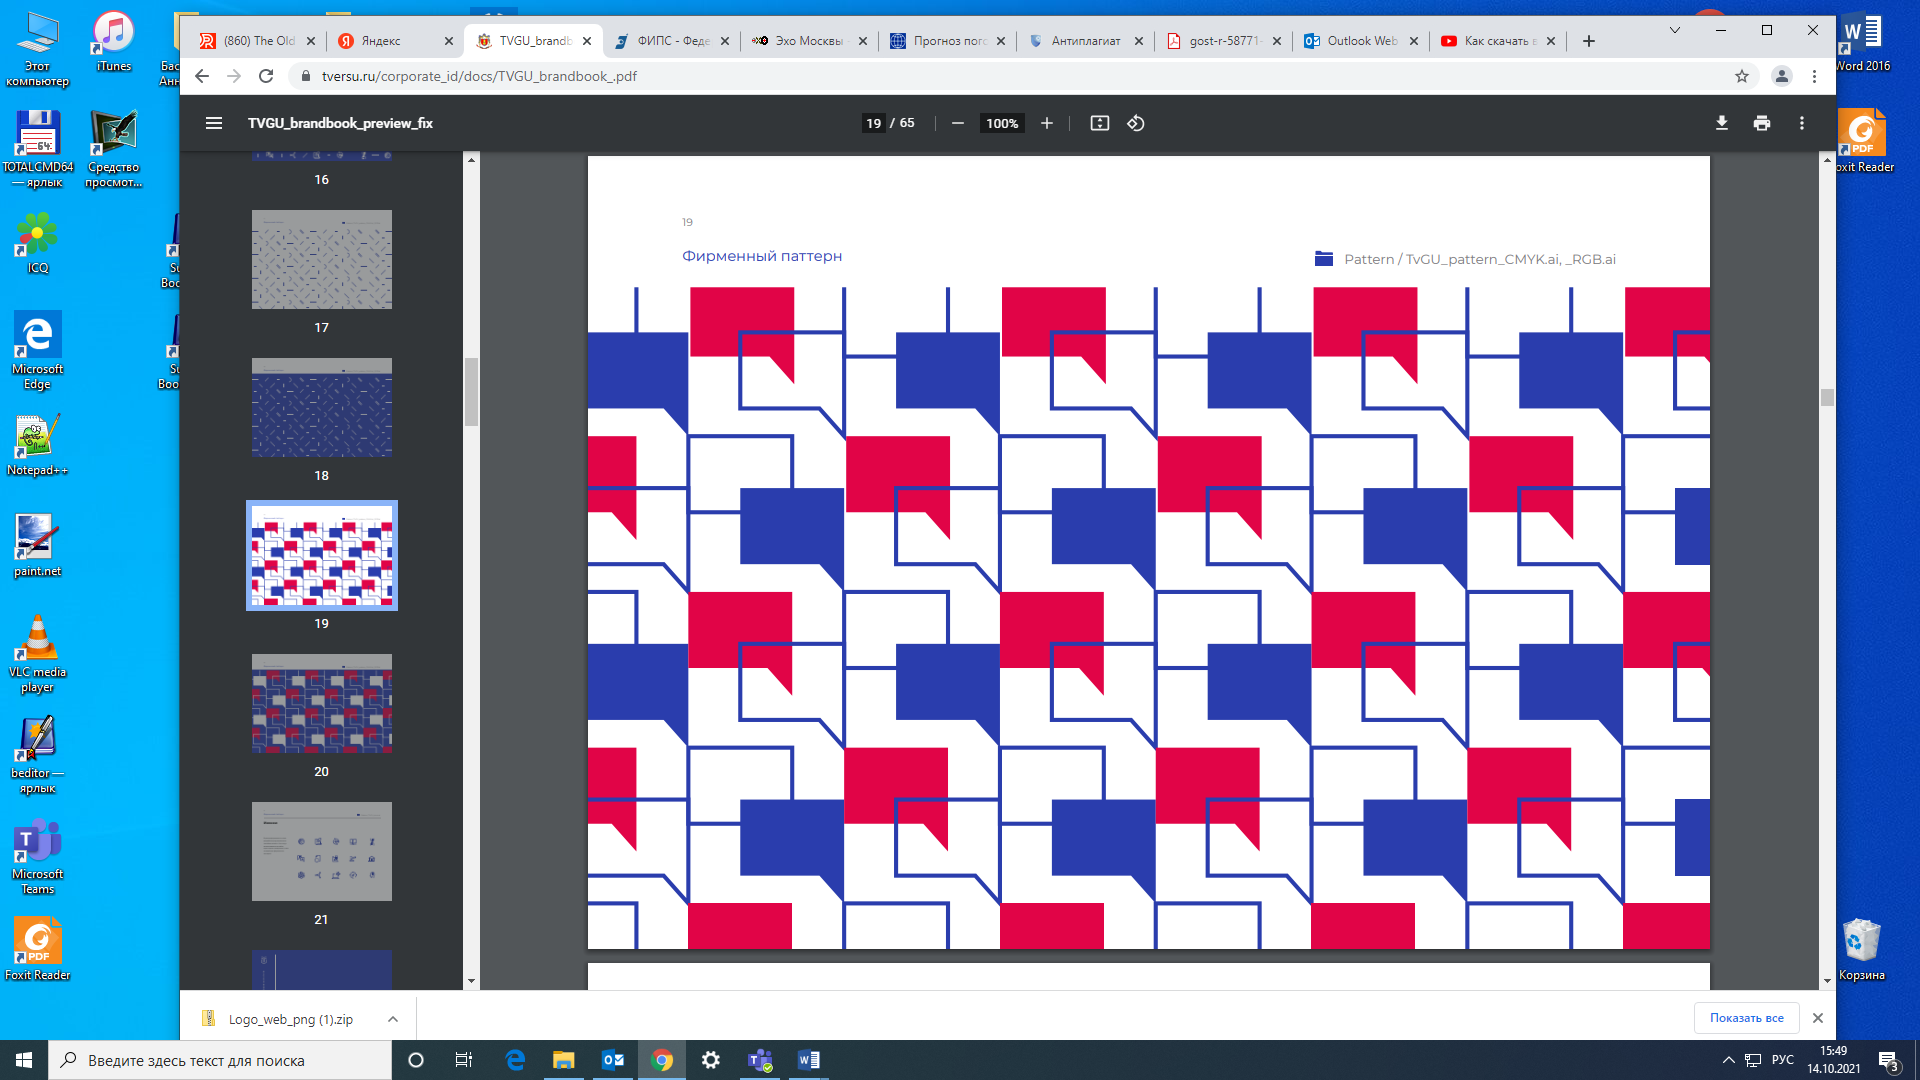 Этот
компьютер
iTunes
TOTALCMD64
— ярлык
Средство
просмот...
ICQ
Microsoft
Edge
Notepad++
paint.net
VLC media
player
beditor —
ярлык
Microsoft
Teams
Foxit Reader
(860) The Old
Яндекс
TVGU_brandb
ФИПС - Феде
Эхо Москвы -
Прогноз пого
Антиплагиат
gost-r-58771-
Outlook Web
Как скачать в
tversu.ru/corporate_id/docs/TVGU_brandbook_.pdf
TVGU_brandbook_preview_fix
19 / 65
100%
16
17
18
19
20
21
19
Фирменный паттерн
Pattern / TvGU_pattern_CMYK.ai, _RGB.ai
Logo_web_png (1).zip
Показать все
Word 2016
PDF
Корзина
Введите здесь текст для поиска
РУС
15:49
14.10.2021
3